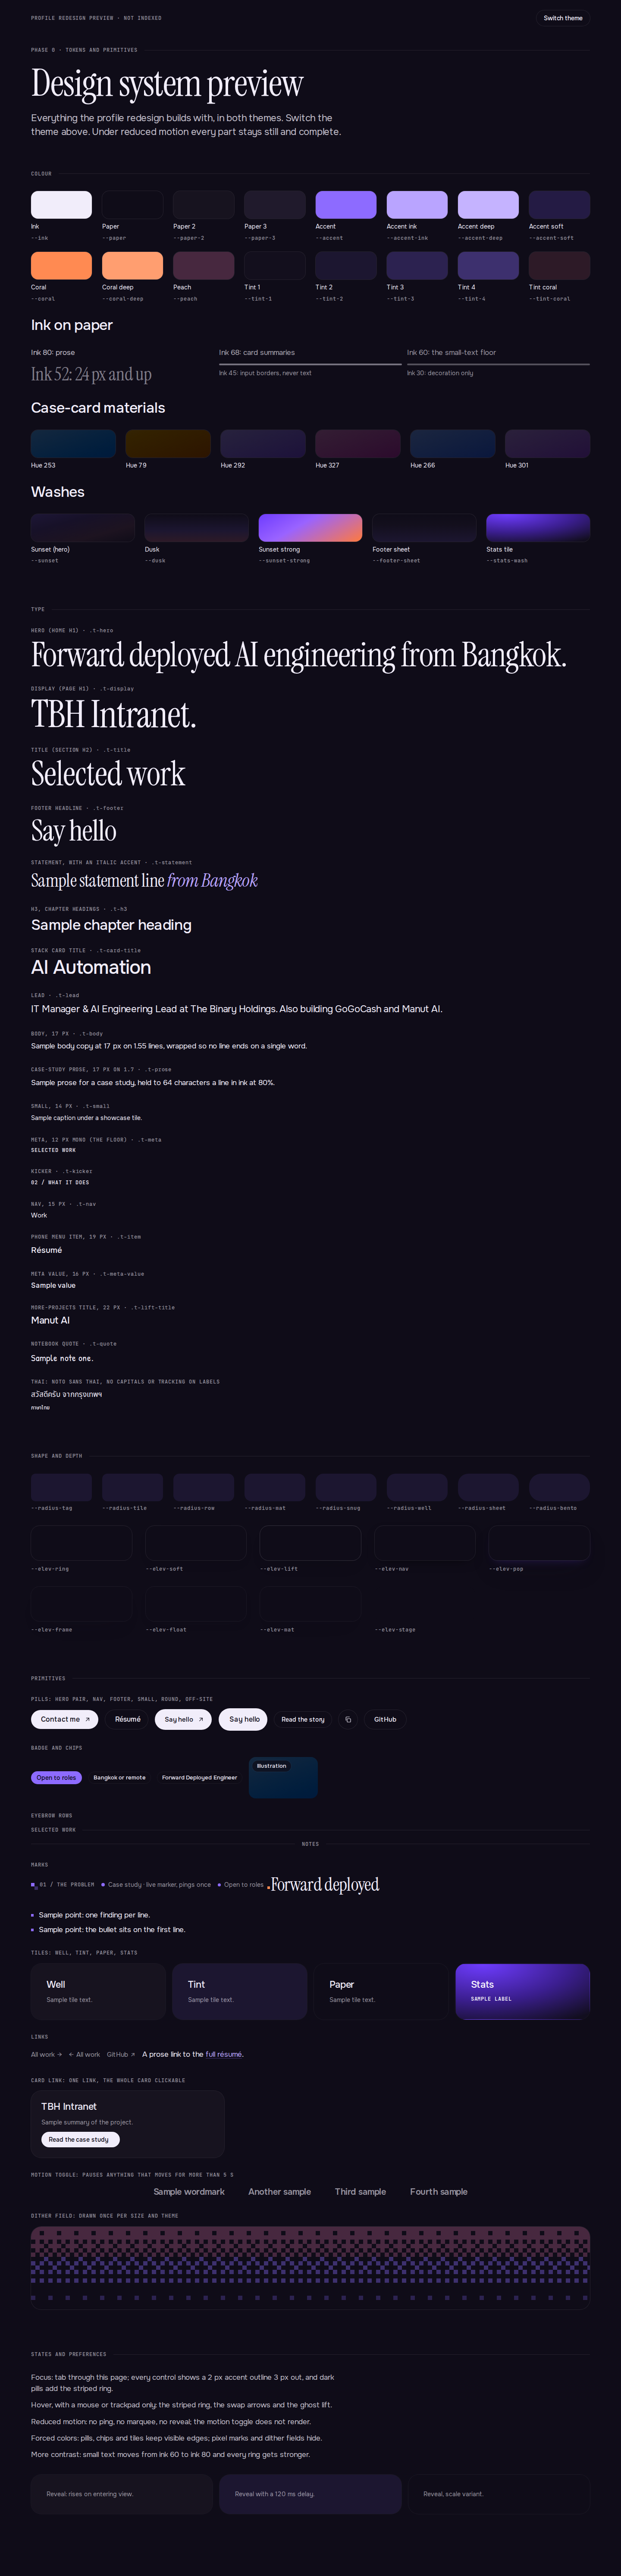 PROFILE REDESIGN PREVIEW · NOT INDEXED
Switch theme
PHASE 0 · TOKENS AND PRIMITIVES
Design system preview
Everything the profile redesign builds with, in both themes. Switch the
theme above. Under reduced motion every part stays still and complete.
COLOUR
Ink
Paper
Paper 2
Paper 3
Accent
Accent ink
Accent deep
Accent soft
--ink
--paper
--paper-2
--paper-3
--accent
--accent-ink
--accent-deep
--accent-soft
Coral
Coral deep
Peach
Tint 1
Tint 2
Tint 3
Tint 4
Tint coral
--coral
--coral-deep
--peach
--tint-1
--tint-2
--tint-3
--tint-4
--tint-coral
Ink on paper
Ink 80: prose
Ink 68: card summaries
Ink 60: the small-text floor
Ink 52: 24 px and up
Ink 45: input borders, never text
Ink 30: decoration only
Case-card materials
Hue 253
Hue 79
Hue 292
Hue 327
Hue 266
Hue 301
Washes
Sunset (hero)
Dusk
Sunset strong
Footer sheet
Stats tile
--sunset
--dusk
--sunset-strong
--footer-sheet
--stats-wash
TYPE
HERO (HOME H1) · .t-hero
Forward deployed AI engineering from Bangkok.
DISPLAY (PAGE H1) · .t-display
TBH Intranet.
TITLE (SECTION H2) · .t-title
Selected work
FOOTER HEADLINE · .t-footer
Say hello
STATEMENT, WITH AN ITALIC ACCENT · .t-statement
Sample statement line from Bangkok
H3, CHAPTER HEADINGS · .t-h3
Sample chapter heading
STACK CARD TITLE · .t-card-title
AI Automation
LEAD · .t-lead
IT Manager & AI Engineering Lead at The Binary Holdings. Also building GoGoCash and Manut AI.
BODY, 17 PX · .t-body
Sample body copy at 17 px on 1.55 lines, wrapped so no line ends on a single word.
CASE-STUDY PROSE, 17 PX ON 1.7 · .t-prose
Sample prose for a case study, held to 64 characters a line in ink at 80%.
SMALL, 14 PX · .t-small
Sample caption under a showcase tile.
META, 12 PX MONO (THE FLOOR) · .t-meta
SELECTED WORK
KICKER · .t-kicker
02 / WHAT IT DOES
NAV, 15 PX · .t-nav
Work
PHONE MENU ITEM, 19 PX · .t-item
Résumé
META VALUE, 16 PX · .t-meta-value
Sample value
MORE-PROJECTS TITLE, 22 PX · .t-lift-title
Manut AI
NOTEBOOK QUOTE · .t-quote
Sample note one.
THAI: NOTO SANS THAI, NO CAPITALS OR TRACKING ON LABELS
สวัสดีครับ จากกรุงเทพฯ
ภาษาไทย
SHAPE AND DEPTH
--radius-tag
--radius-tile
--radius-row
--radius-mat
--radius-snug
--radius-well
--radius-sheet
--radius-bento
--elev-ring
--elev-soft
--elev-lift
--elev-nav
--elev-pop
--elev-frame
--elev-float
--elev-mat
--elev-stage
PRIMITIVES
PILLS: HERO PAIR, NAV, FOOTER, SMALL, ROUND, OFF-SITE
Contact me
Résumé
Say hello
Say hello
Read the story
GitHub
BADGE AND CHIPS
Open to roles
Bangkok or remote
Forward Deployed Engineer
Illustration
EYEBROW ROWS
SELECTED WORK
NOTES
MARKS
01 / THE PROBLEM
Case study · live marker, pings once
Open to roles
Forward deployed
Sample point: one finding per line.
Sample point: the bullet sits on the first line.
TILES: WELL, TINT, PAPER, STATS
Well
Tint
Paper
Stats
Sample tile text.
Sample tile text.
Sample tile text.
SAMPLE LABEL
LINKS
All work →
← All work
GitHub ↗
A prose link to the full résumé.
CARD LINK: ONE LINK, THE WHOLE CARD CLICKABLE
TBH Intranet
Sample summary of the project.
Read the case study
MOTION TOGGLE: PAUSES ANYTHING THAT MOVES FOR MORE THAN 5 S
Sample wordmark
Another sample
Third sample
Fourth sample
DITHER FIELD: DRAWN ONCE PER SIZE AND THEME
STATES AND PREFERENCES
Focus: tab through this page; every control shows a 2 px accent outline 3 px out, and dark
pills add the striped ring.
Hover, with a mouse or trackpad only: the striped ring, the swap arrows and the ghost lift.
Reduced motion: no ping, no marquee, no reveal; the motion toggle does not render.
Forced colors: pills, chips and tiles keep visible edges; pixel marks and dither fields hide.
More contrast: small text moves from ink 60 to ink 80 and every ring gets stronger.
Reveal: rises on entering view.
Reveal with a 120 ms delay.
Reveal, scale variant.